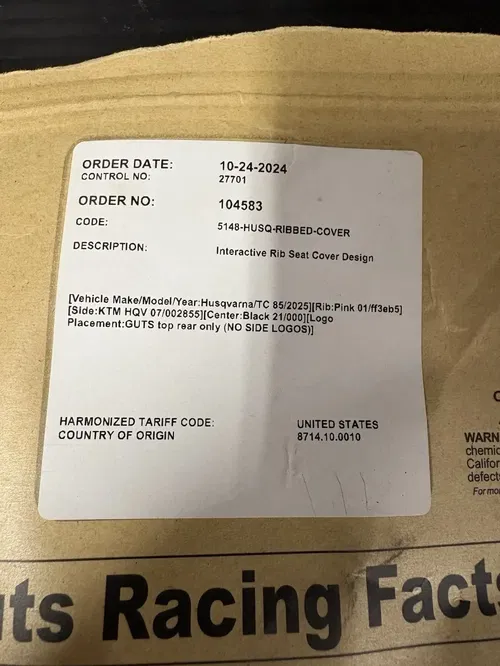 ORDER DATE: 10-24-2024
CONTROL NO: 27701
ORDER NO: 104583
CODE: 5148-HUSQ-RIBBED-COVER
DESCRIPTION: Interactive Rib Seat Cover Design
[Vehicle Make/Model/Year:Husqvarna/TC 85/2025][Rib:Pink 01/ff3eb5]
[Side:KTM HQV 07/002855][Center:Black 21/000][Logo
Placement:GUTS top rear only (NO SIDE LOGOS)]
HARMONIZED TARIFF CODE: UNITED STATES
COUNTRY OF ORIGIN 8714.10.0010
WARN
chemic
Califor
defect
For mo
uts Racing Facts